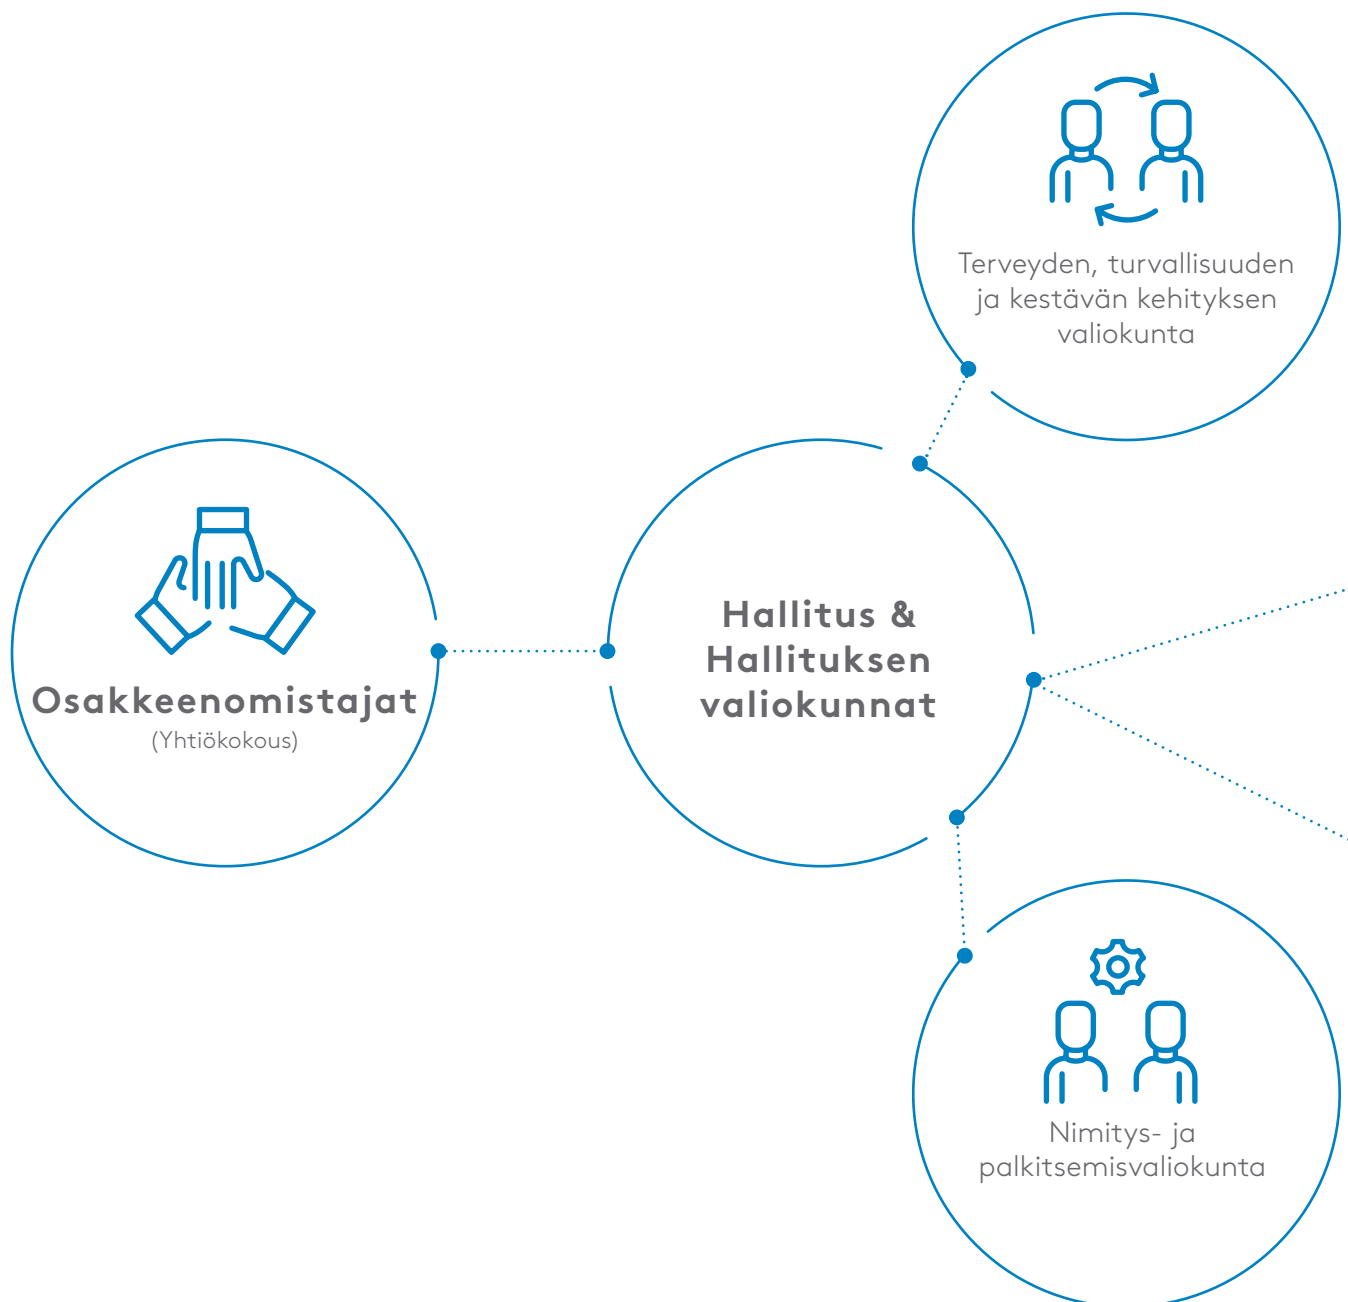 Terveyden, turvallisuuden
ja kestävän kehityksen
valiokunta
Osakkeenomistajat
(Yhtiökokous)
Hallitus &
Hallituksen
valiokunnat
Nimitys- ja
palkitsemisvaliokunta